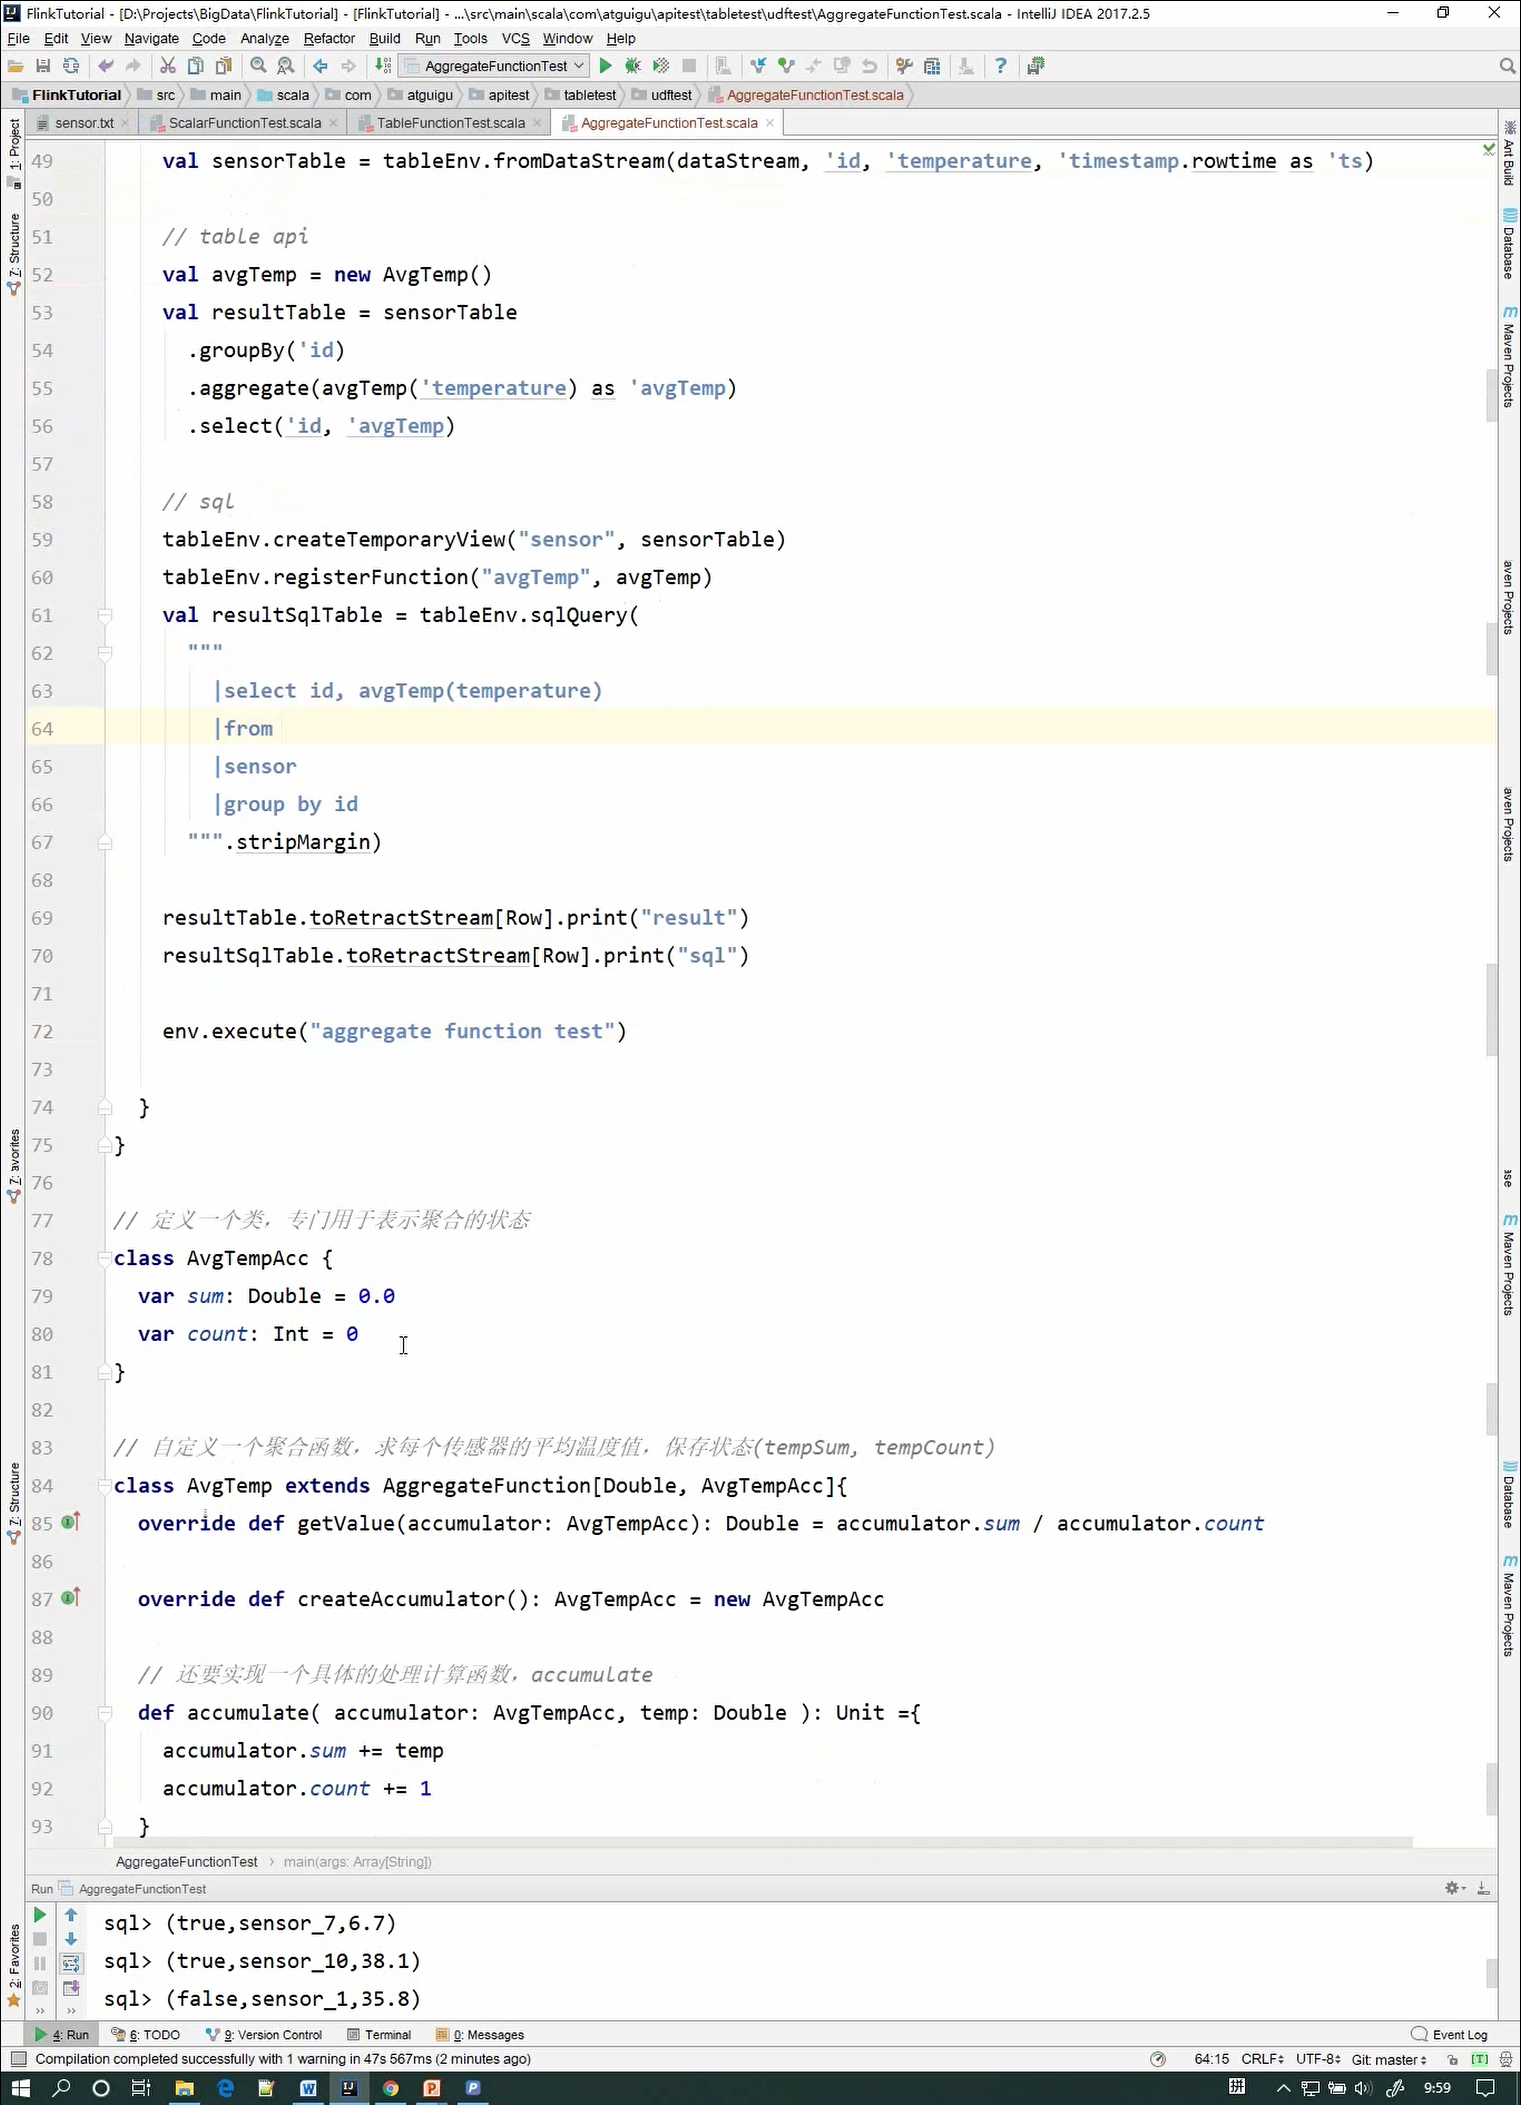 FlinkTutorial - [D:\Projects\BigData\FlinkTutorial] - [FlinkTutorial] - ...\src\main\scala\com\atguigu\apitest\tabletest\udftest\AggregateFunctionTest.scala - IntelliJ IDEA 2017.2.5
File Edit View Navigate Code Analyze Refactor Build Run Tools VCS Window Help
AggregateFunctionTest
FlinkTutorial src main scala com atguigu apitest tabletest udftest AggregateFunctionTest.scala
sensor.txt ScalarFunctionTest.scala TableFunctionTest.scala AggregateFunctionTest.scala
49 val sensorTable = tableEnv.fromDataStream(dataStream, 'id, 'temperature, 'timestamp.rowtime as 'ts)
50
51 // table api
52 val avgTemp = new AvgTemp()
53 val resultTable = sensorTable
54 .groupBy('id)
55 .aggregate(avgTemp('temperature) as 'avgTemp)
56 .select('id, 'avgTemp)
57
58 // sql
59 tableEnv.createTemporaryView("sensor", sensorTable)
60 tableEnv.registerFunction("avgTemp", avgTemp)
61 val resultSqlTable = tableEnv.sqlQuery(
62 """
63 |select id, avgTemp(temperature)
64 |from
65 |sensor
66 |group by id
67 """.stripMargin)
68
69 resultTable.toRetractStream[Row].print("result")
70 resultSqlTable.toRetractStream[Row].print("sql")
71
72 env.execute("aggregate function test")
73
74 }
75 }
76
77 // 定义一个类，专门用于表示聚合的状态
78 class AvgTempAcc {
79 var sum: Double = 0.0
80 var count: Int = 0
81 }
82
83 // 自定义一个聚合函数，求每个传感器的平均温度值，保存状态(tempSum, tempCount)
84 class AvgTemp extends AggregateFunction[Double, AvgTempAcc]{
85 override def getValue(accumulator: AvgTempAcc): Double = accumulator.sum / accumulator.count
86
87 override def createAccumulator(): AvgTempAcc = new AvgTempAcc
88
89 // 还要实现一个具体的处理计算函数，accumulate
90 def accumulate( accumulator: AvgTempAcc, temp: Double ): Unit ={
91 accumulator.sum += temp
92 accumulator.count += 1
93 }
AggregateFunctionTest › main(args: Array[String])
Run AggregateFunctionTest
sql> (true,sensor_7,6.7)
sql> (true,sensor_10,38.1)
sql> (false,sensor_1,35.8)
4: Run 6: TODO 9: Version Control Terminal 0: Messages Event Log
Compilation completed successfully with 1 warning in 47s 567ms (2 minutes ago) 64:15 CRLF UTF-8 Git: master
拼 9:59
1: Project
7: Structure
7: avorites
7: Structure
2: Favorites
Ant Build
Database
Maven Projects
aven Projects
aven Projects
ase
Maven Projects
Database
Maven Projects